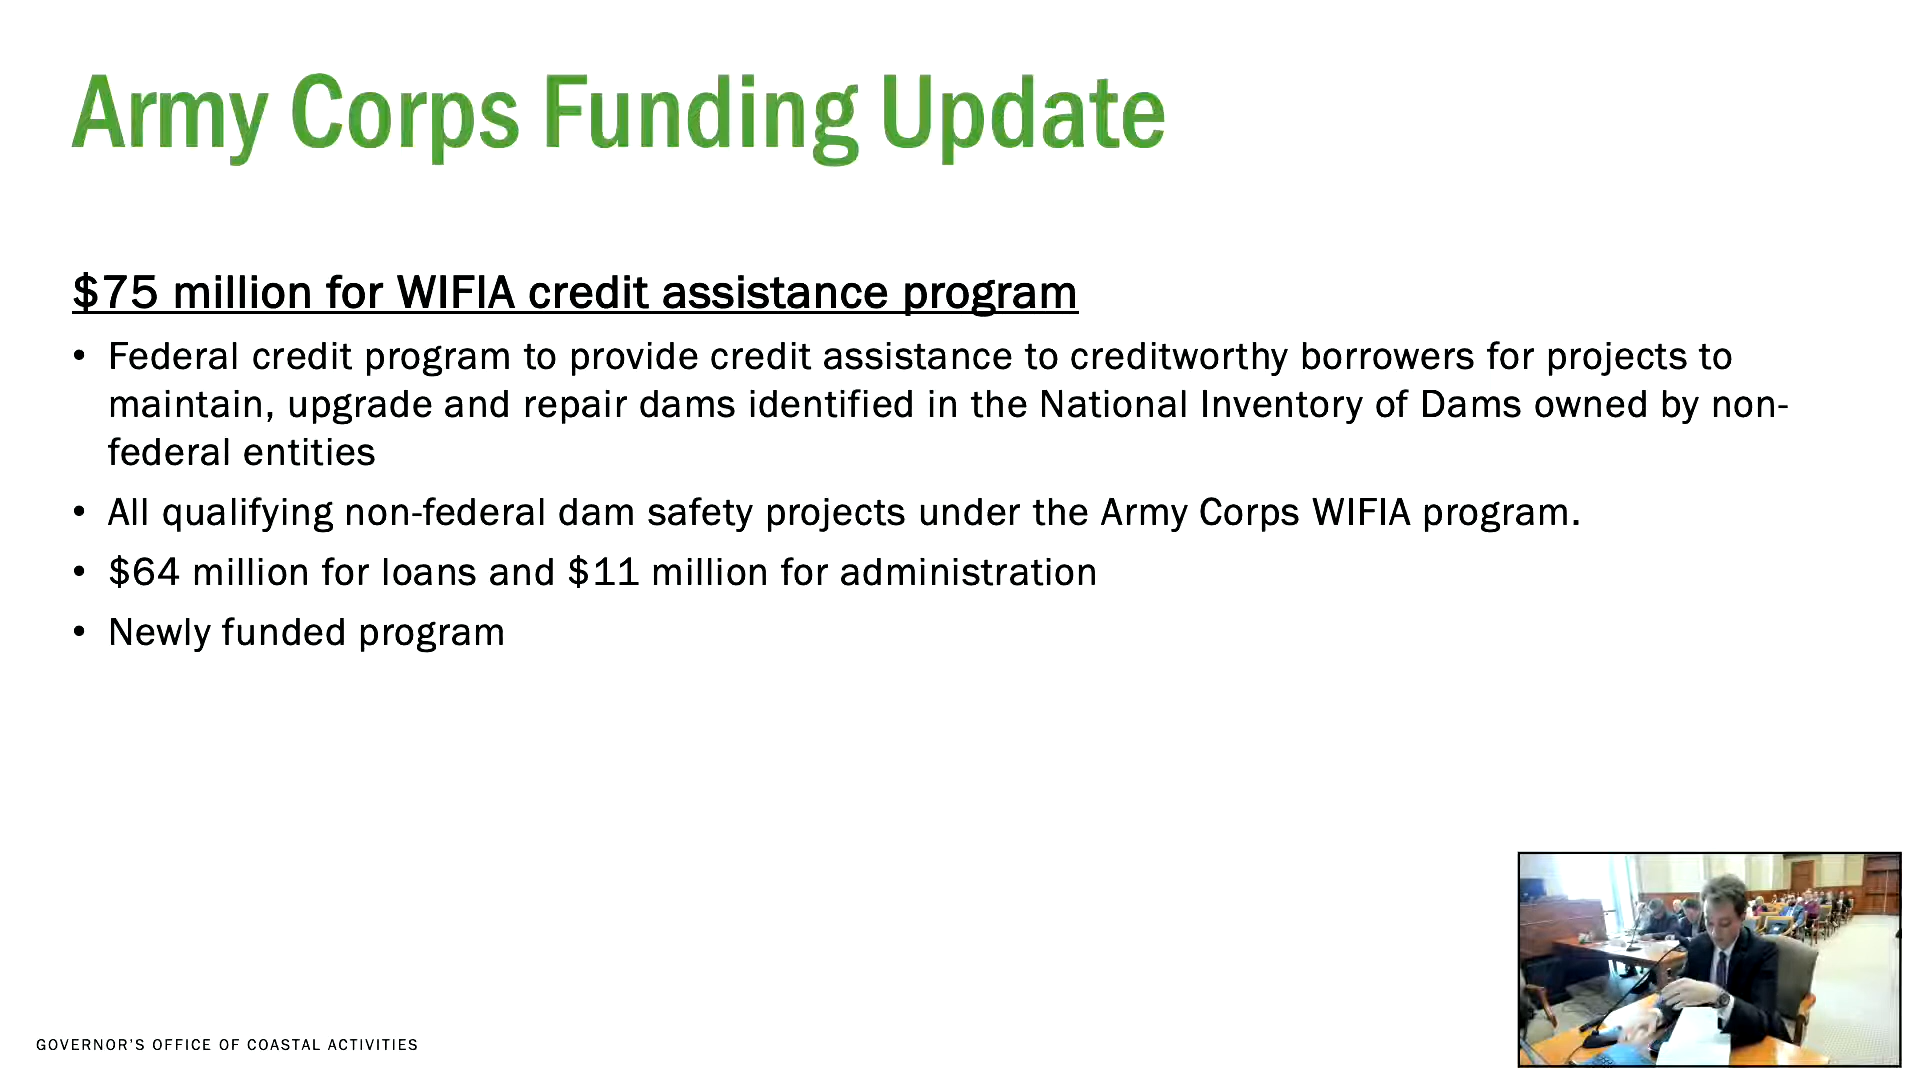 Army Corps Funding Update
$75 million for WIFIA credit assistance program
• Federal credit program to provide credit assistance to creditworthy borrowers for projects to
maintain, upgrade and repair dams identified in the National Inventory of Dams owned by non-
federal entities
• All qualifying non-federal dam safety projects under the Army Corps WIFIA program.
• $64 million for loans and $11 million for administration
• Newly funded program
GOVERNOR'S OFFICE OF COASTAL ACTIVITIES